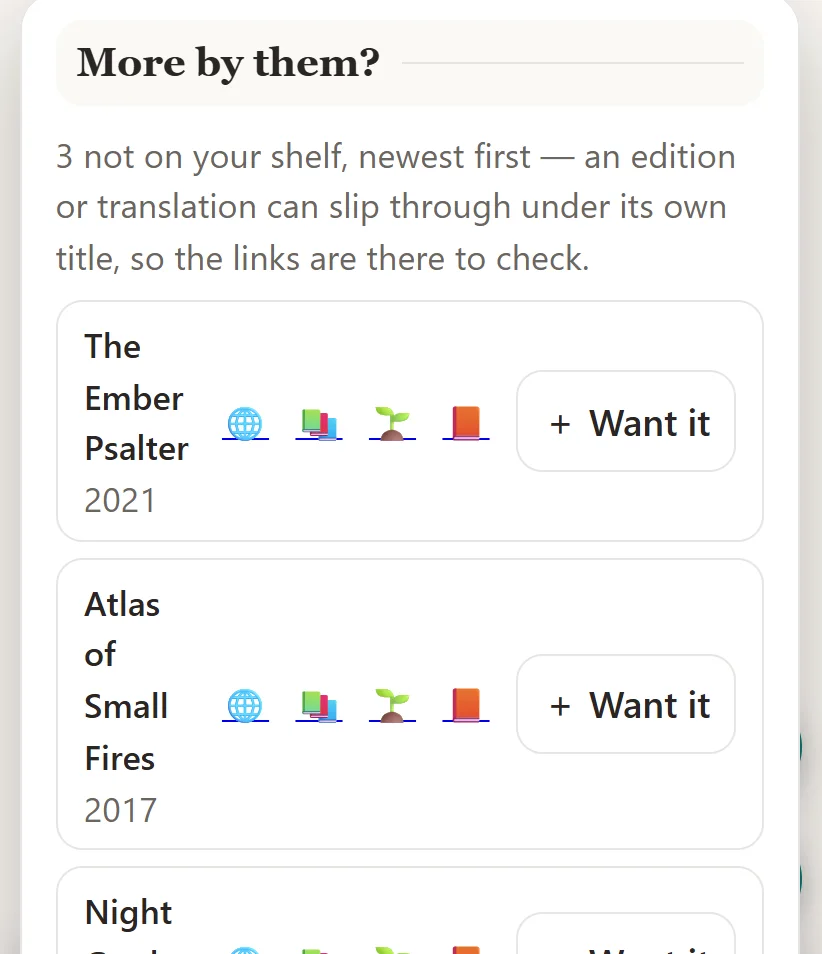 More by them?
3 not on your shelf, newest first — an edition
or translation can slip through under its own
title, so the links are there to check.
The
Ember
Psalter
2021
+ Want it
Atlas
of
Small
Fires
2017
+ Want it
Night
Want it